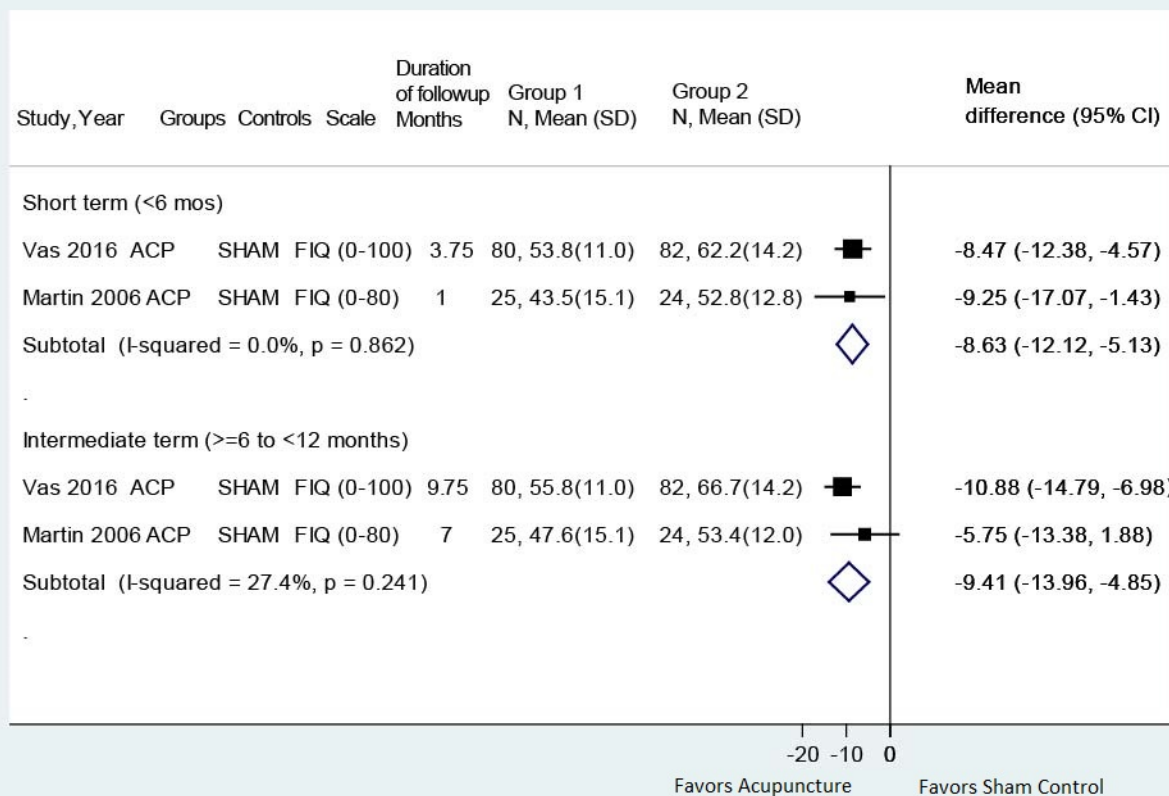 Study,Year Groups Controls Scale Duration of followup Months Group 1 N, Mean (SD) Group 2 N, Mean (SD) Mean difference (95% CI)
Short term (<6 mos)
Vas 2016 ACP SHAM FIQ (0-100) 3.75 80, 53.8(11.0) 82, 62.2(14.2) -8.47 (-12.38, -4.57)
Martin 2006 ACP SHAM FIQ (0-80) 1 25, 43.5(15.1) 24, 52.8(12.8) -9.25 (-17.07, -1.43)
Subtotal (I-squared = 0.0%, p = 0.862) -8.63 (-12.12, -5.13)
.
Intermediate term (>=6 to <12 months)
Vas 2016 ACP SHAM FIQ (0-100) 9.75 80, 55.8(11.0) 82, 66.7(14.2) -10.88 (-14.79, -6.98)
Martin 2006 ACP SHAM FIQ (0-80) 7 25, 47.6(15.1) 24, 53.4(12.0) -5.75 (-13.38, 1.88)
Subtotal (I-squared = 27.4%, p = 0.241) -9.41 (-13.96, -4.85)
.
-20 -10 0
Favors Acupuncture Favors Sham Control